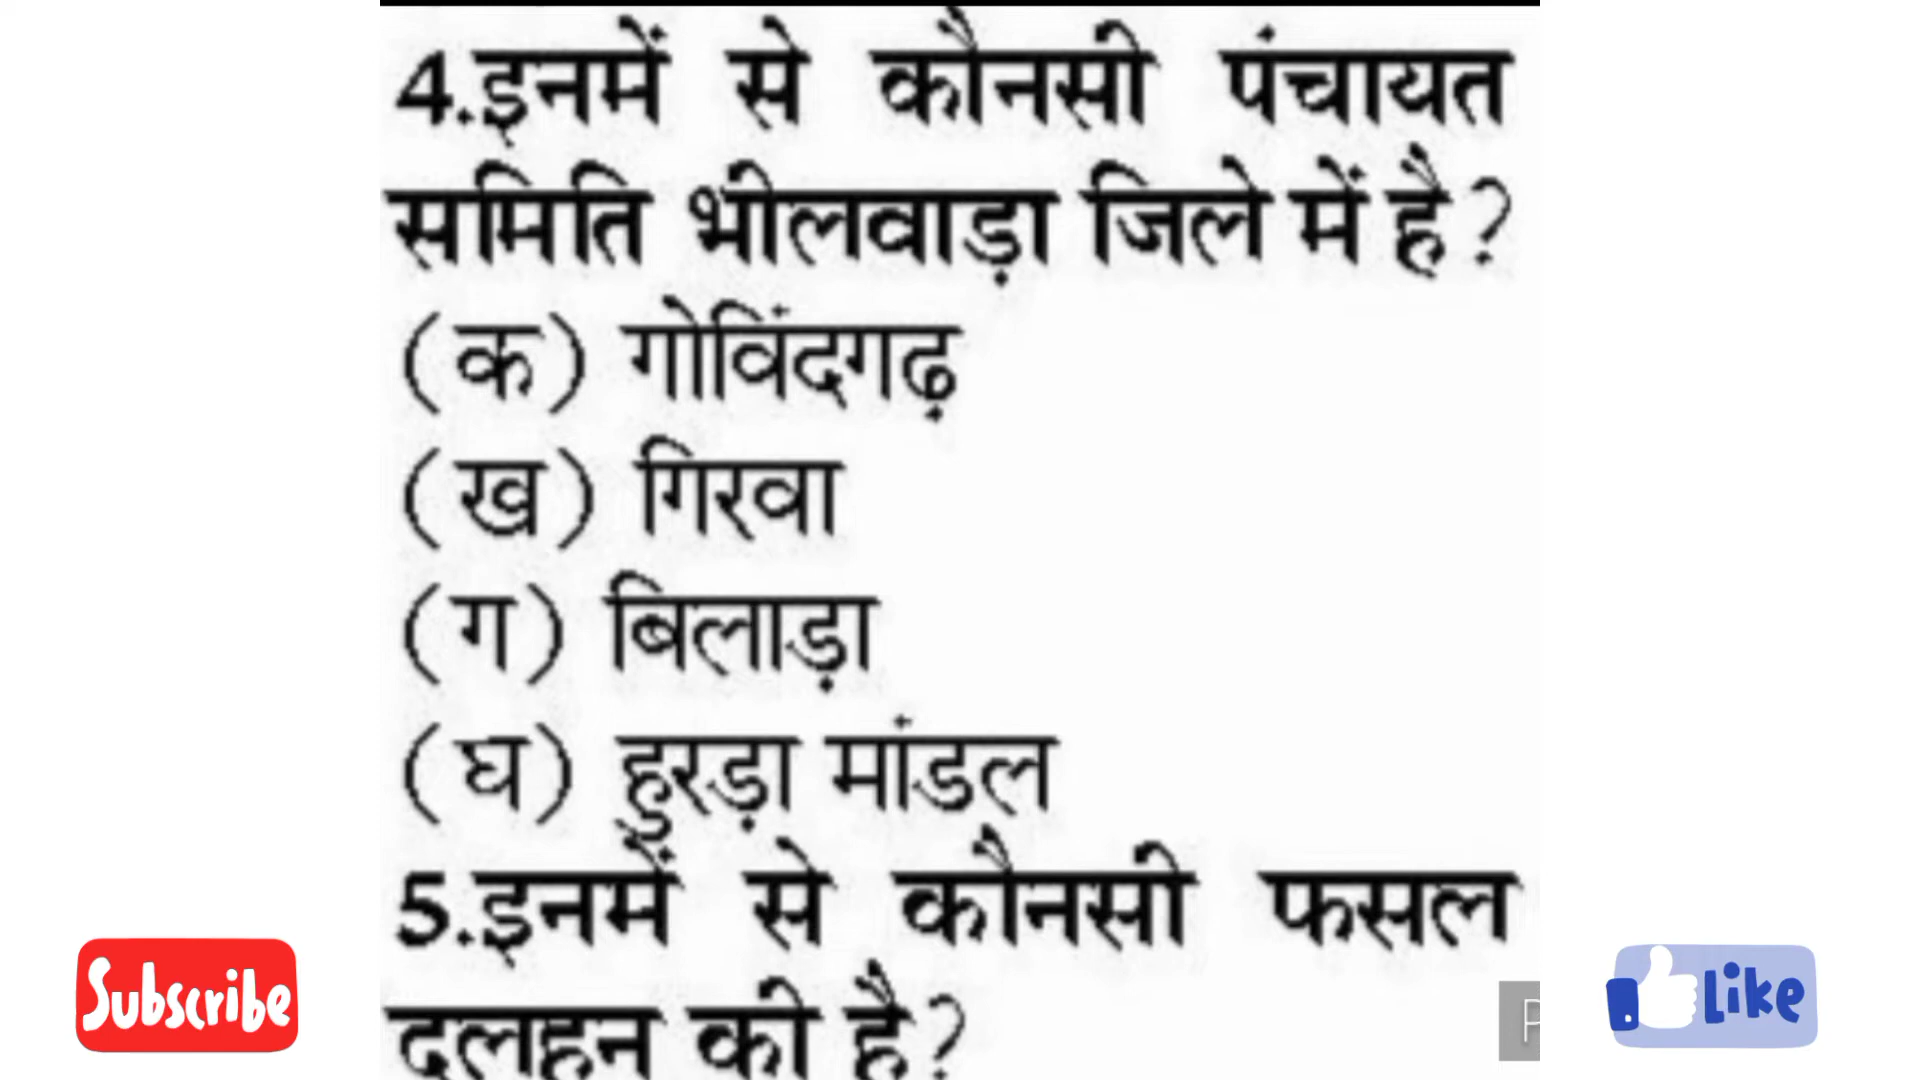 4.इनमें से कौनसी पंचायत
समिति भीलवाड़ा जिले में है?
(क) गोविंदगढ़
(ख) गिरवा
(ग) बिलाड़ा
(घ) हुरड़ा मांडल
5.इनमें से कौनसी फसल
दलहन की है?
Subscribe
P
Like